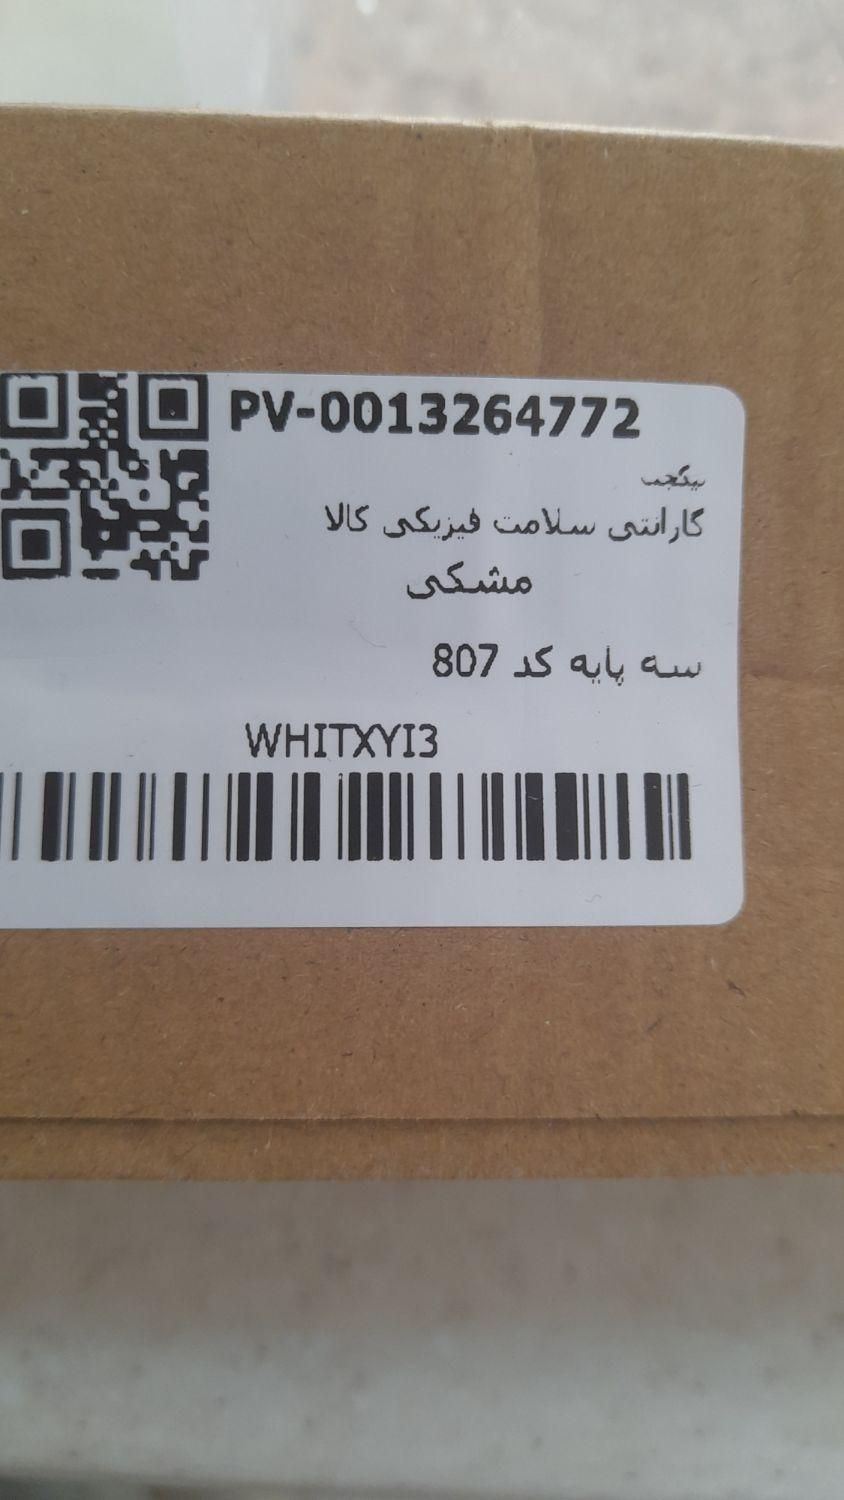 PV-0013264772
گارانتی سلامت فیزیکی کالا
مشکی
سه پایه کد 807
WHITXYI3